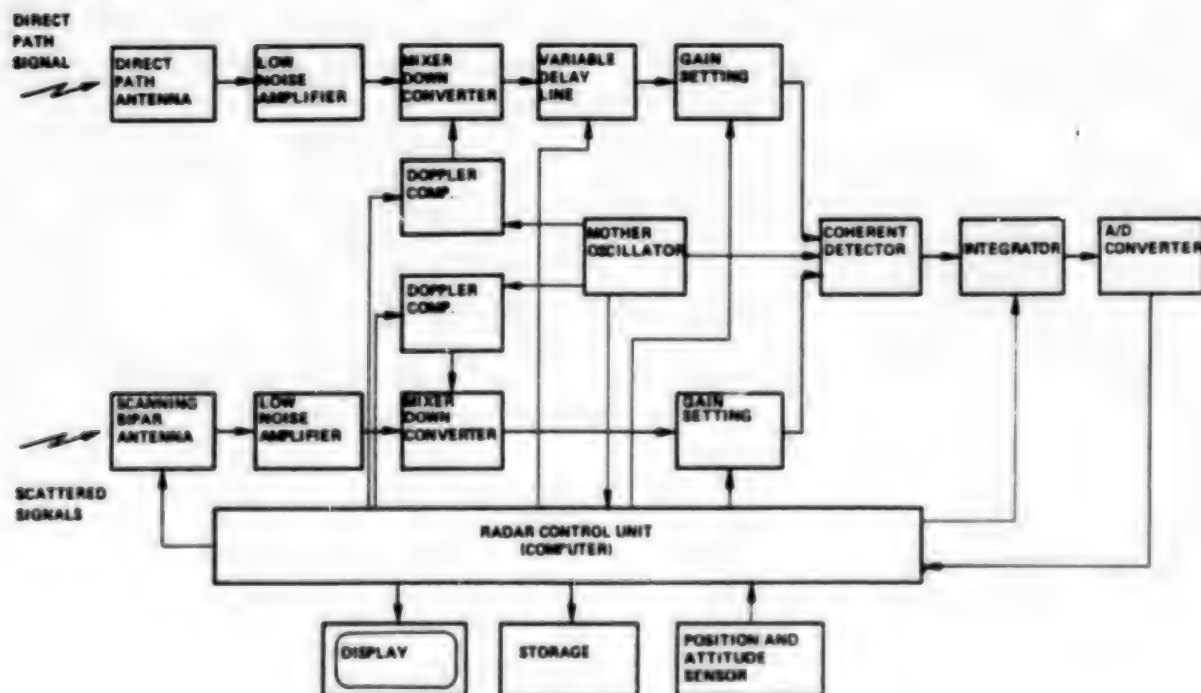 DIRECT
PATH
SIGNAL
DIRECT
PATH
ANTENNA
LOW
NOISE
AMPLIFIER
MIXER
DOWN
CONVERTER
VARIABLE
DELAY
LINE
GAIN
SETTING
DOPPLER
COMP.
MOTHER
OSCILLATOR
COHERENT
DETECTOR
INTEGRATOR
A/D
CONVERTER
DOPPLER
COMP.
SCANNING
BIPAR
ANTENNA
LOW
NOISE
AMPLIFIER
MIXER
DOWN
CONVERTER
GAIN
SETTING
SCATTERED
SIGNALS
RADAR CONTROL UNIT
(COMPUTER)
DISPLAY
STORAGE
POSITION AND
ATTITUDE
SENSOR